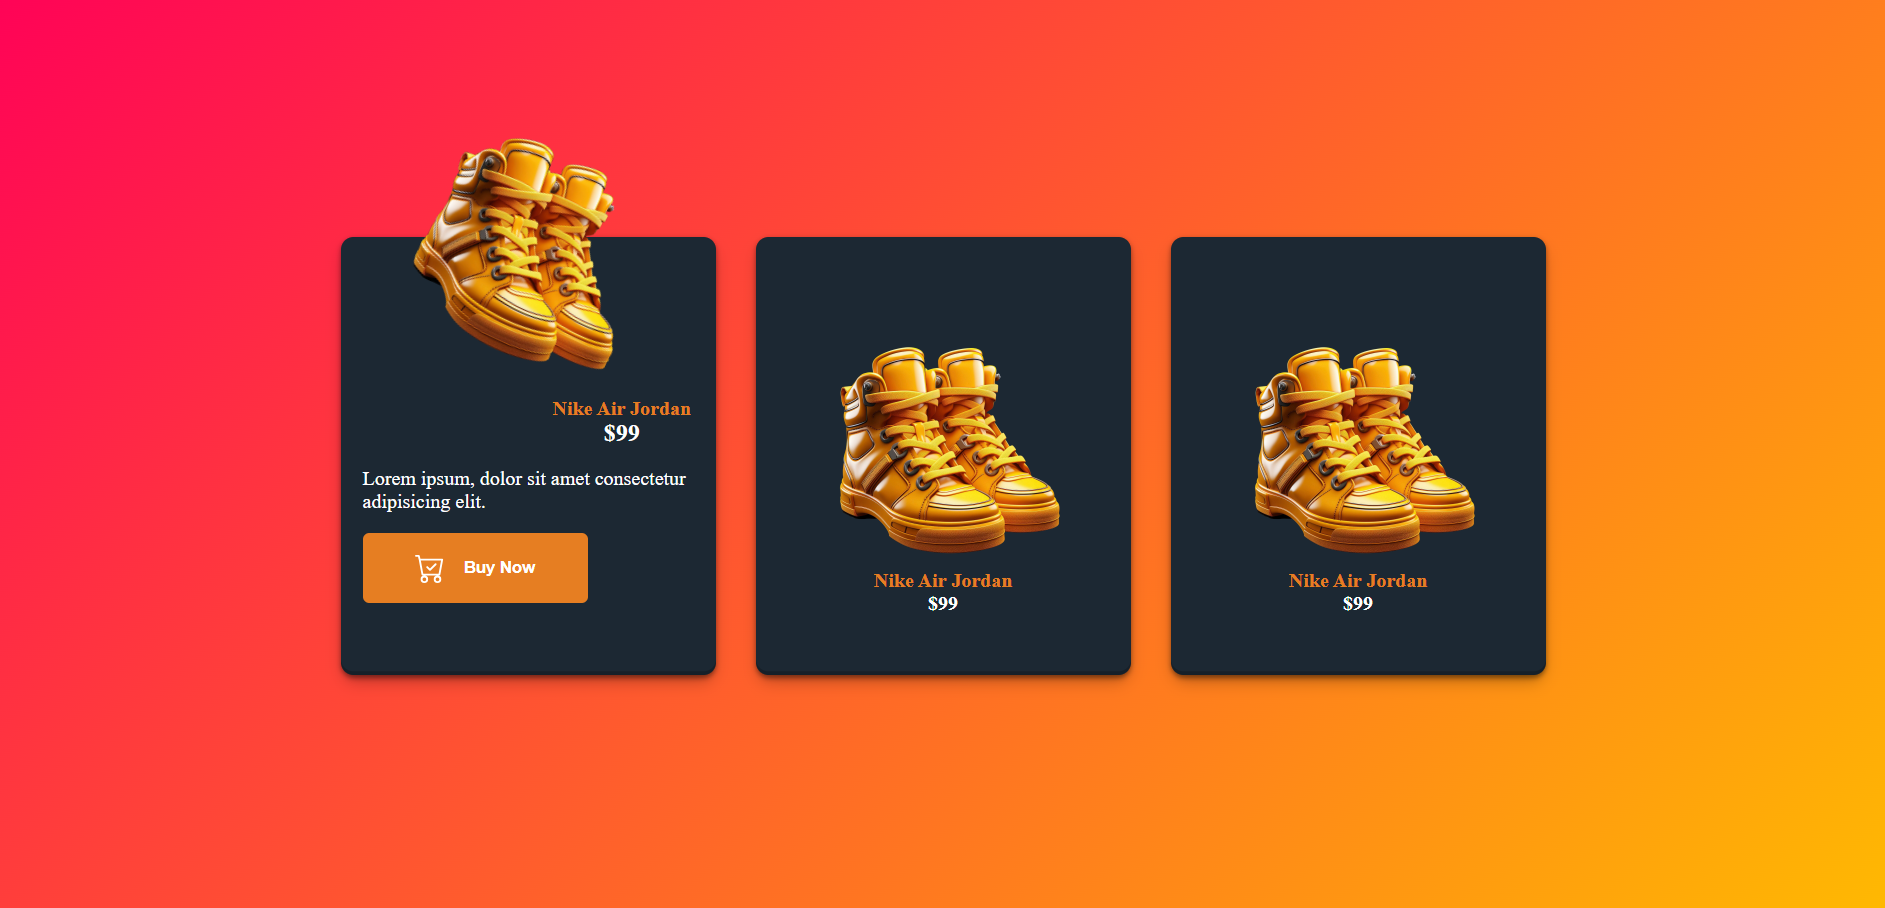 Nike Air Jordan
$99
Lorem ipsum, dolor sit amet consectetur
adipisicing elit.
Buy Now
Nike Air Jordan
$99
Nike Air Jordan
$99